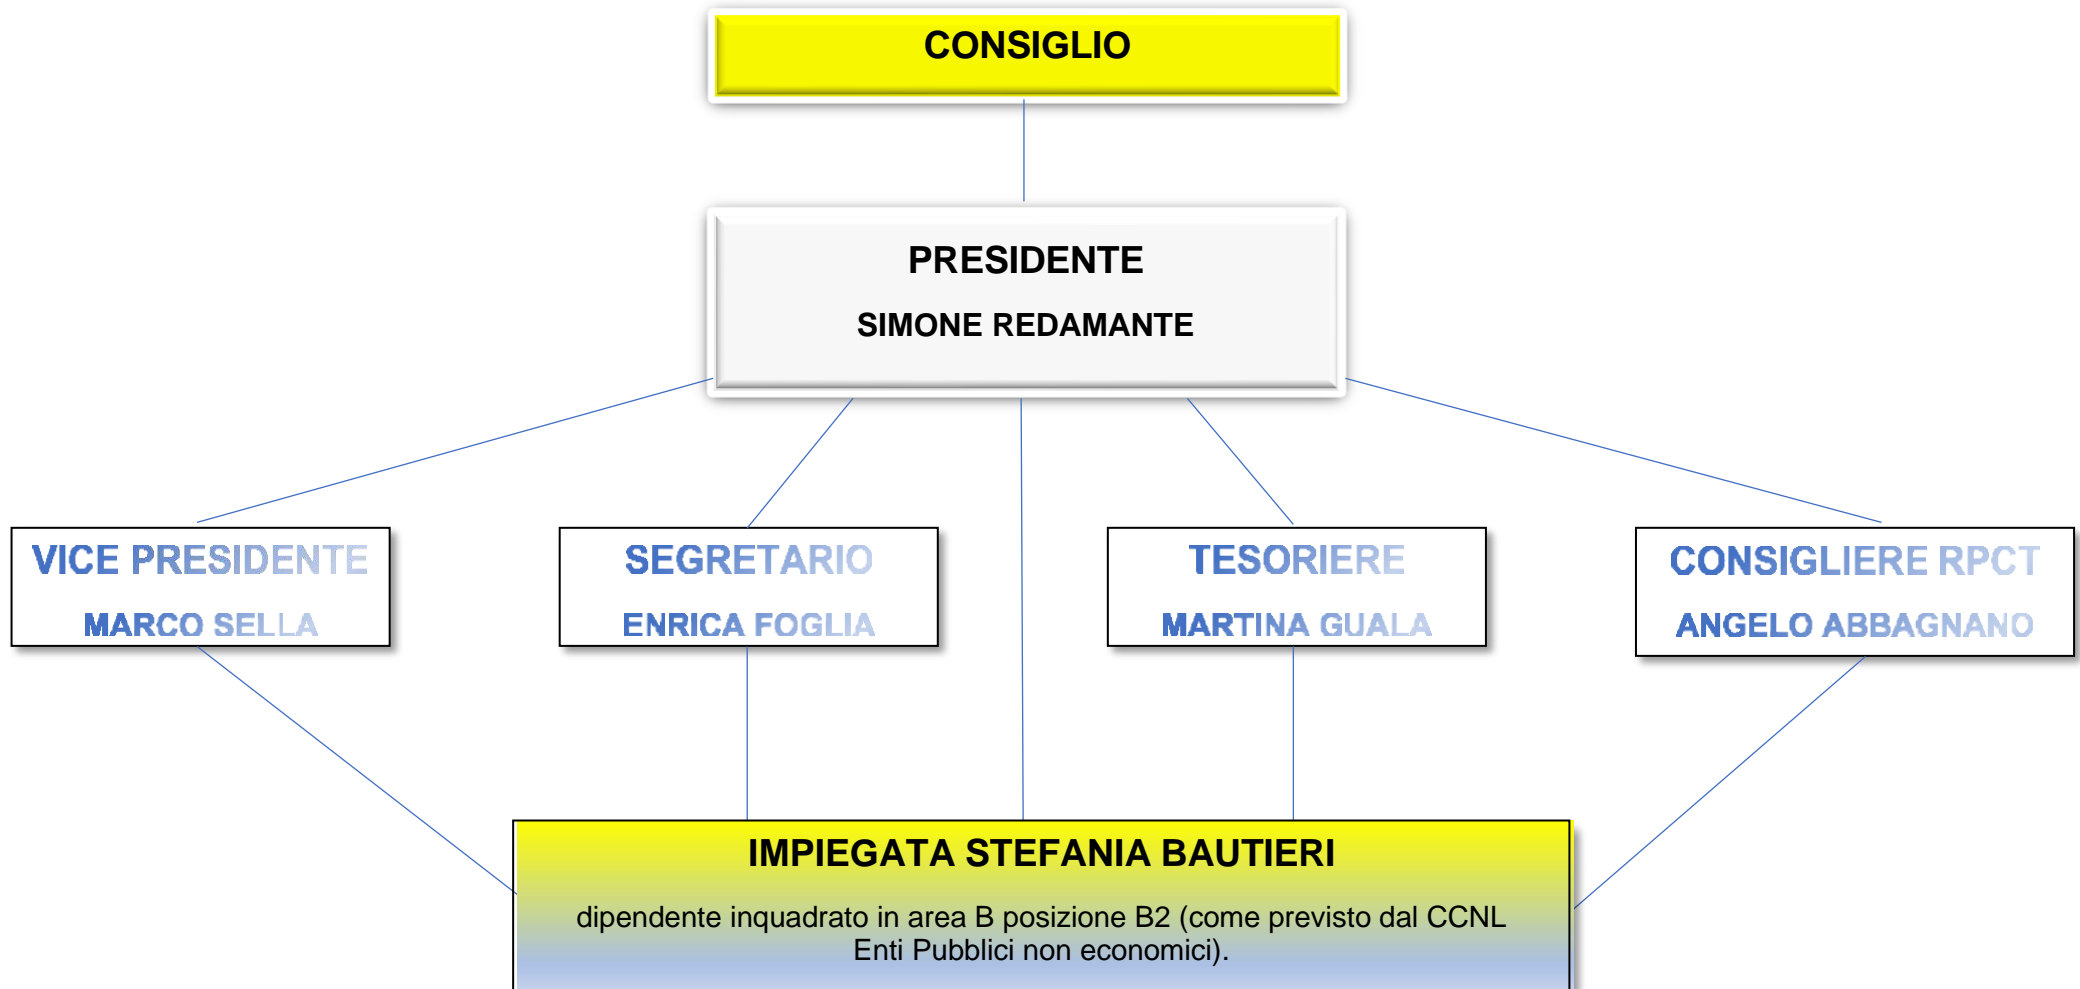 CONSIGLIO
PRESIDENTE
SIMONE REDAMANTE
VICE PRESIDENTE
MARCO SELLA
SEGRETARIO
ENRICA FOGLIA
TESORIERE
MARTINA GUALA
CONSIGLIERE RPCT
ANGELO ABBAGNANO
IMPIEGATA STEFANIA BAUTIERI
dipendente inquadrato in area B posizione B2 (come previsto dal CCNL
Enti Pubblici non economici).